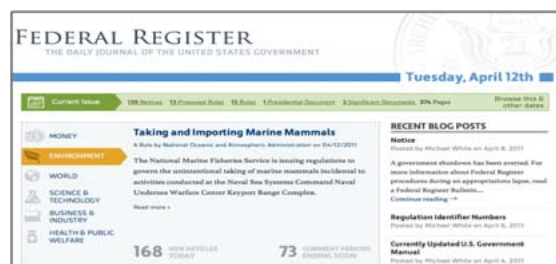 FEDERAL REGISTER
THE DAILY JOURNAL OF THE UNITED STATES GOVERNMENT
Tuesday, April 12th
Current Issue 138 Notices 13 Proposed Rules 15 Rules 1 Presidential Document 3 Significant Documents 374 Pages Browse this & other dates
MONEY
ENVIRONMENT
WORLD
SCIENCE &
TECHNOLOGY
BUSINESS &
INDUSTRY
HEALTH & PUBLIC
WELFARE
Taking and Importing Marine Mammals
A Rule by National Oceanic and Atmospheric Administration on 04/12/2011
The National Marine Fisheries Service is issuing regulations to
govern the unintentional taking of marine mammals incidental to
activities conducted at the Naval Sea Systems Command Naval
Undersea Warfare Center Keyport Range Complex.
Read more »
168 NEW ARTICLES
TODAY
73 COMMENT PERIODS
ENDING SOON
RECENT BLOG POSTS
Notice
Posted by Michael White on April 8, 2011
A government shutdown has been averted. For
more information about Federal Register
procedures during an appropriations lapse, read
a Federal Register Bulletin...
Continue reading →
Regulation Identifier Numbers
Posted by Michael White on April 6, 2011
Currently Updated U.S. Government
Manual
Posted by Michael White on April 4, 2011